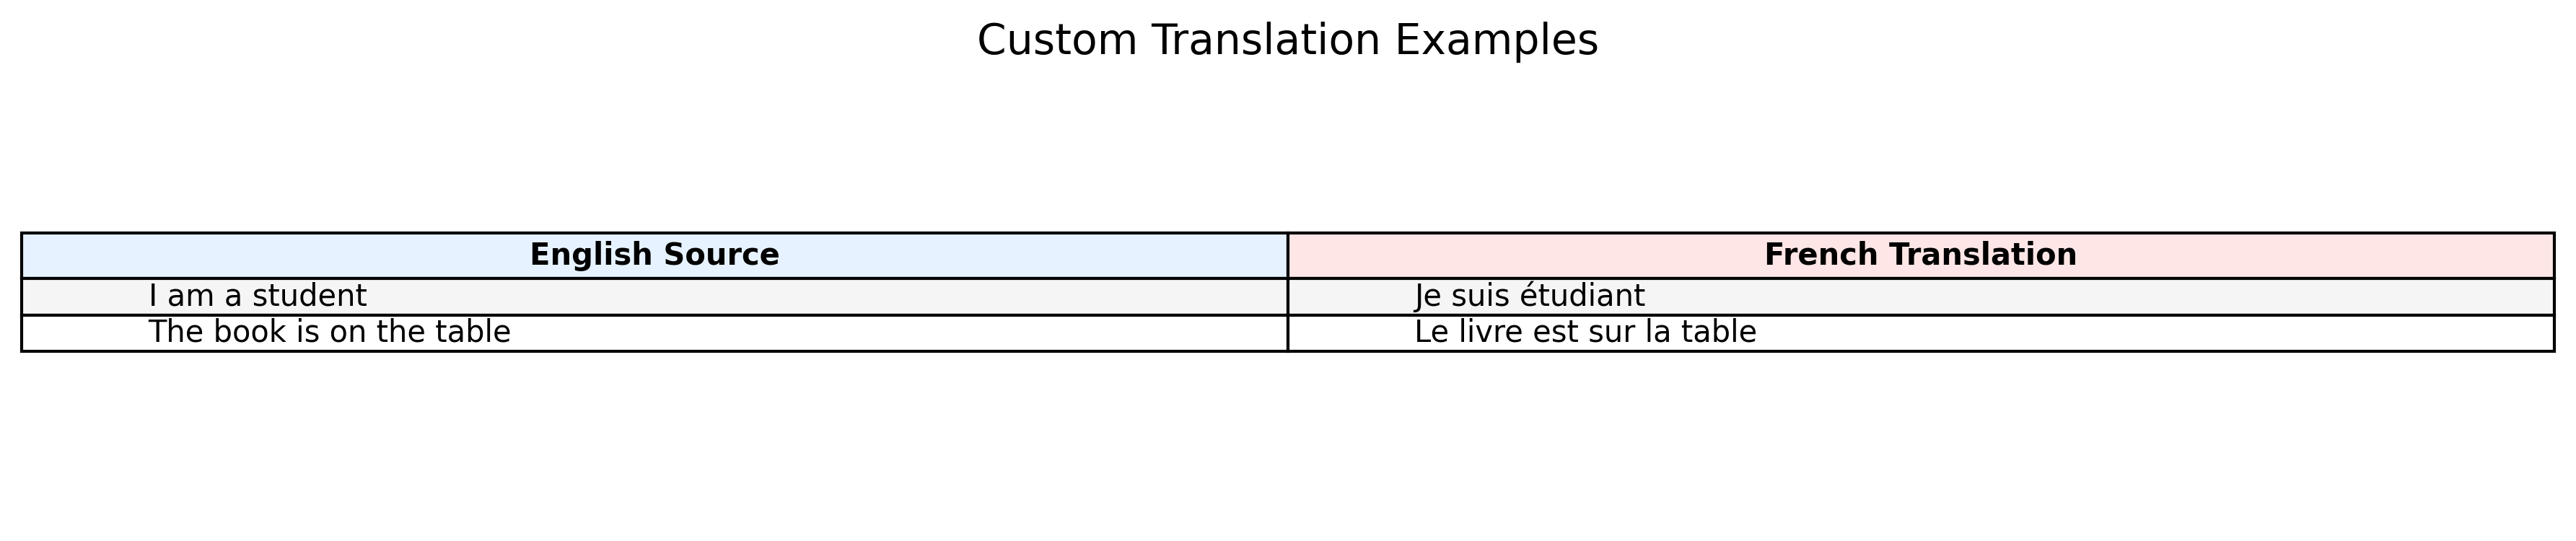 Custom Translation Examples
English Source French Translation
I am a student Je suis étudiant
The book is on the table Le livre est sur la table